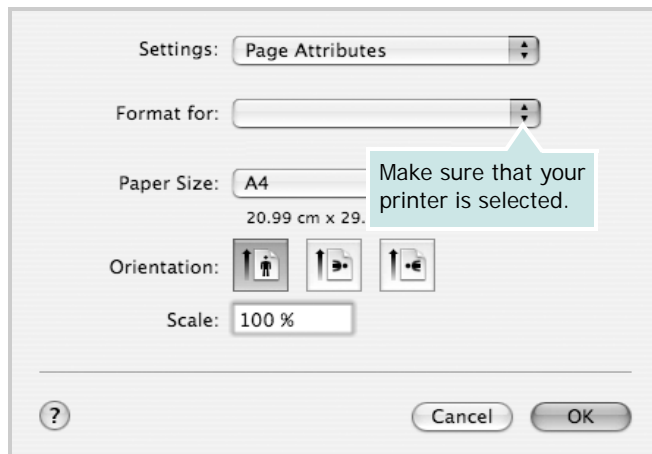 Settings: Page Attributes
Format for:
Make sure that your
printer is selected.
Paper Size: A4
20.99 cm x 29.
Orientation:
Scale: 100 %
? Cancel OK